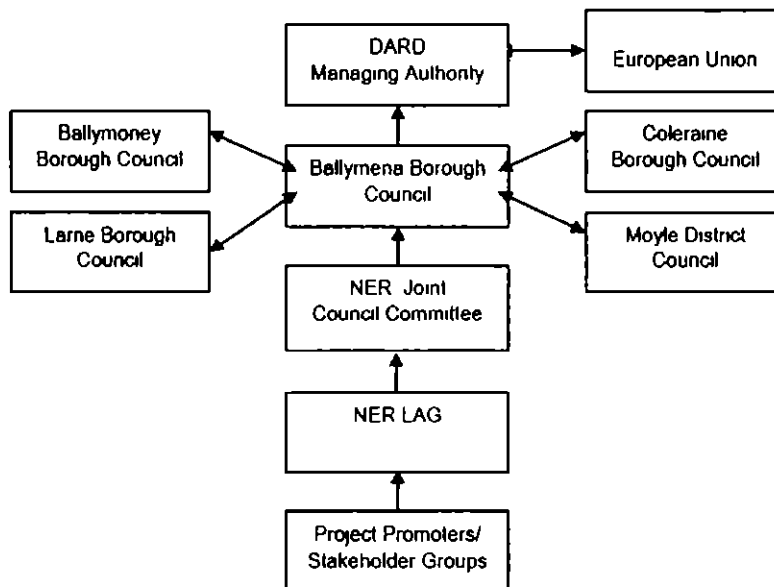 DARD
Managing Authority
European Union
Ballymoney
Borough Council
Ballymena Borough
Council
Coleraine
Borough Council
Larne Borough
Council
Moyle District
Council
NER Joint
Council Committee
NER LAG
Project Promoters/
Stakeholder Groups